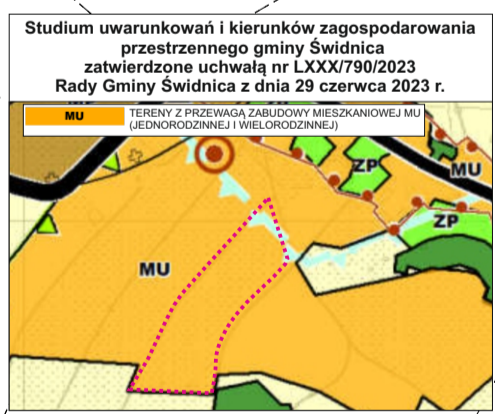 Studium uwarunkowań i kierunków zagospodarowania
przestrzennego gminy Świdnica
zatwierdzone uchwałą nr LXXX/790/2023
Rady Gminy Świdnica z dnia 29 czerwca 2023 r.
MU TERENY Z PRZEWAGĄ ZABUDOWY MIESZKANIOWEJ MU
(JEDNORODZINNEJ I WIELORODZINNEJ)
ZP
MU
ZP
MU